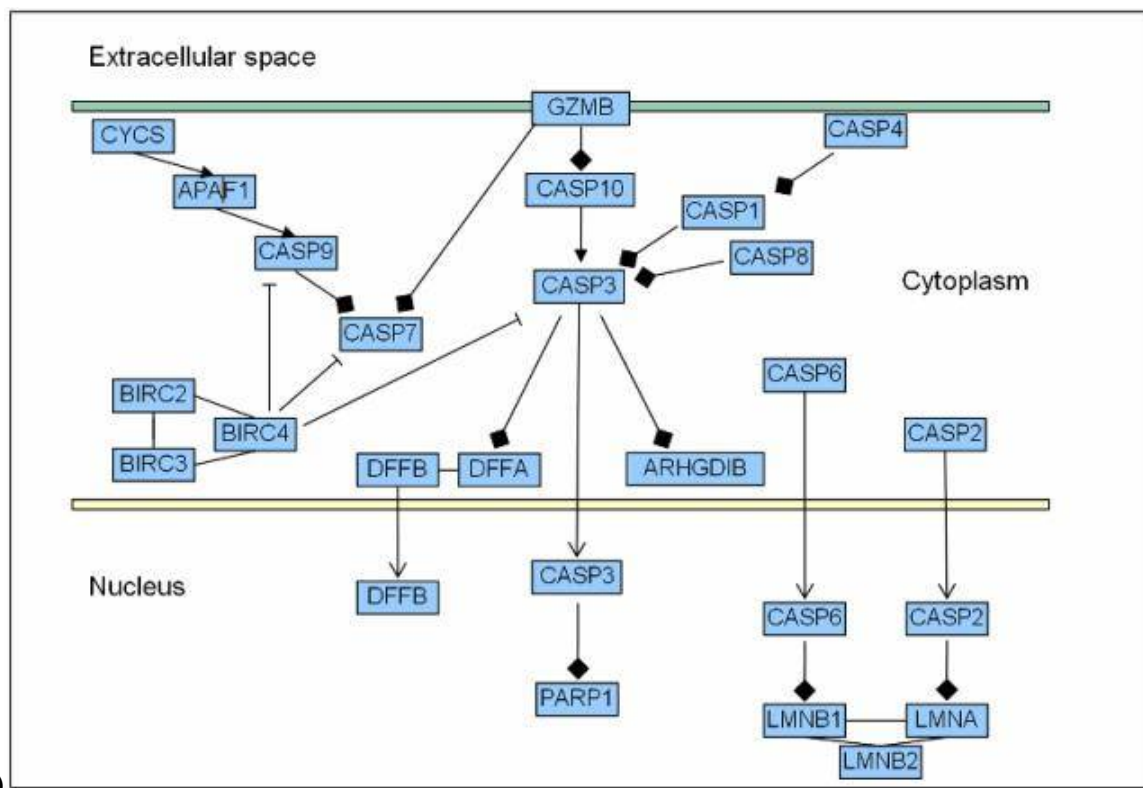 Extracellular space
GZMB
CYCS
CASP4
APAF1
CASP10
CASP1
CASP9
CASP8
CASP3
Cytoplasm
CASP7
CASP6
BIRC2
BIRC4
CASP2
BIRC3
DFFB
DFFA
ARHGDIB
Nucleus
CASP3
DFFB
CASP6
CASP2
PARP1
LMNB1
LMNA
LMNB2